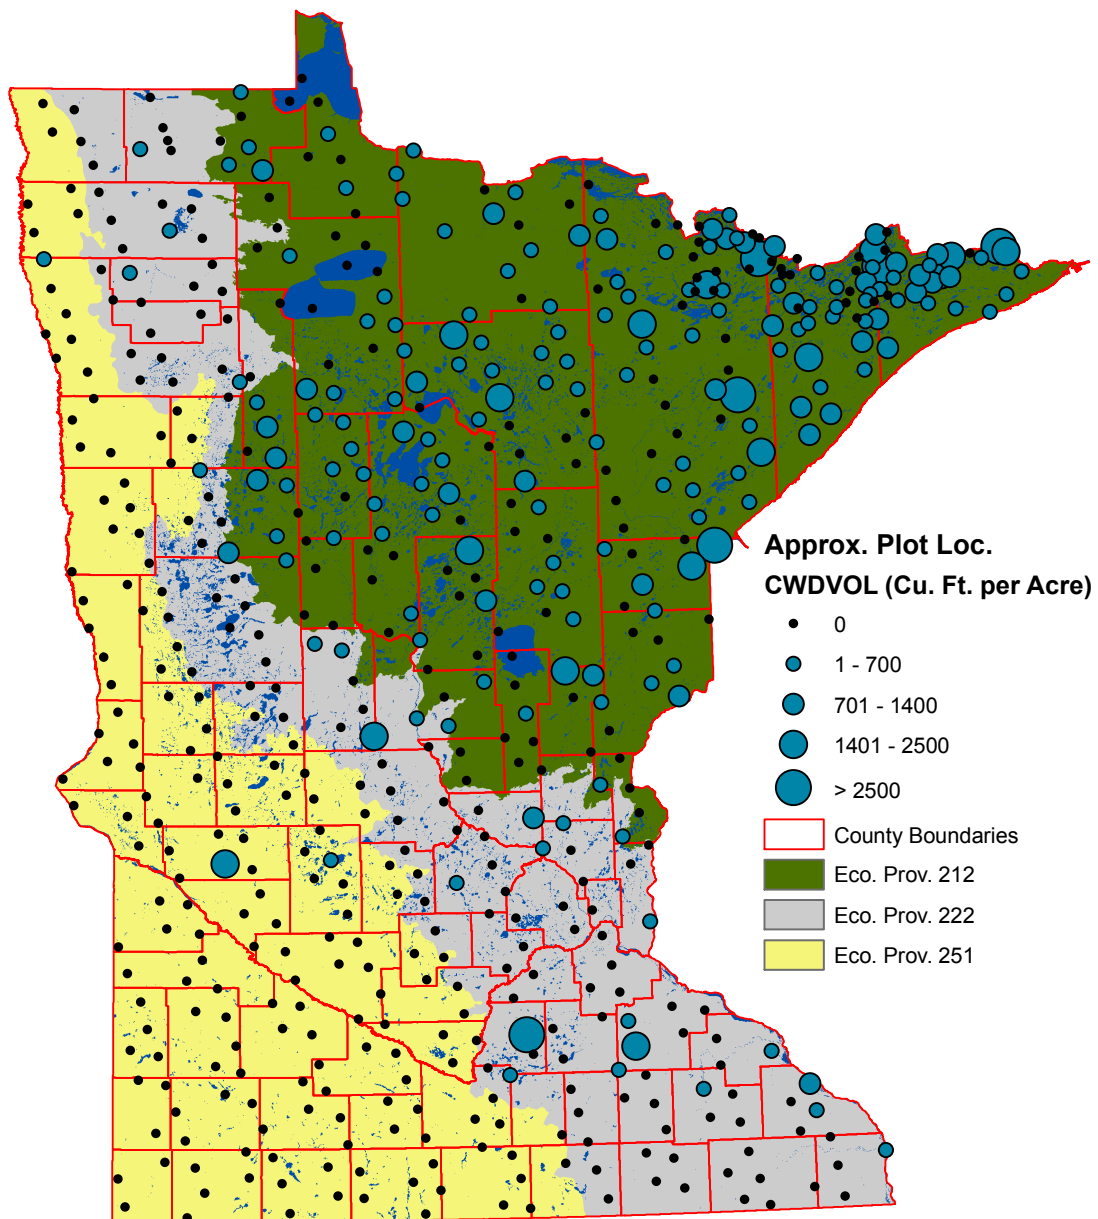 Approx. Plot Loc.
CWDVOL (Cu. Ft. per Acre)
0
1 - 700
701 - 1400
1401 - 2500
> 2500
County Boundaries
Eco. Prov. 212
Eco. Prov. 222
Eco. Prov. 251